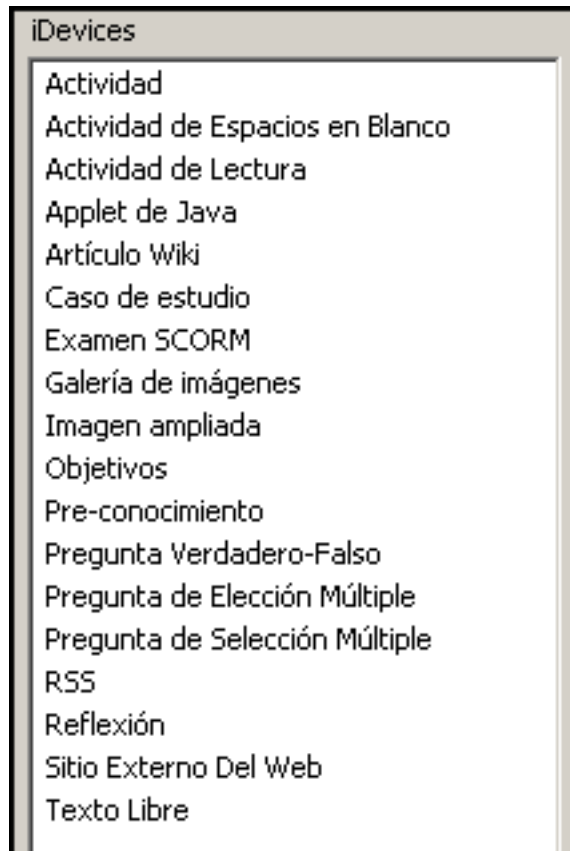 iDevices
Actividad
Actividad de Espacios en Blanco
Actividad de Lectura
Applet de Java
Artículo Wiki
Caso de estudio
Examen SCORM
Galería de imágenes
Imagen ampliada
Objetivos
Pre-conocimiento
Pregunta Verdadero-Falso
Pregunta de Elección Múltiple
Pregunta de Selección Múltiple
RSS
Reflexión
Sitio Externo Del Web
Texto Libre